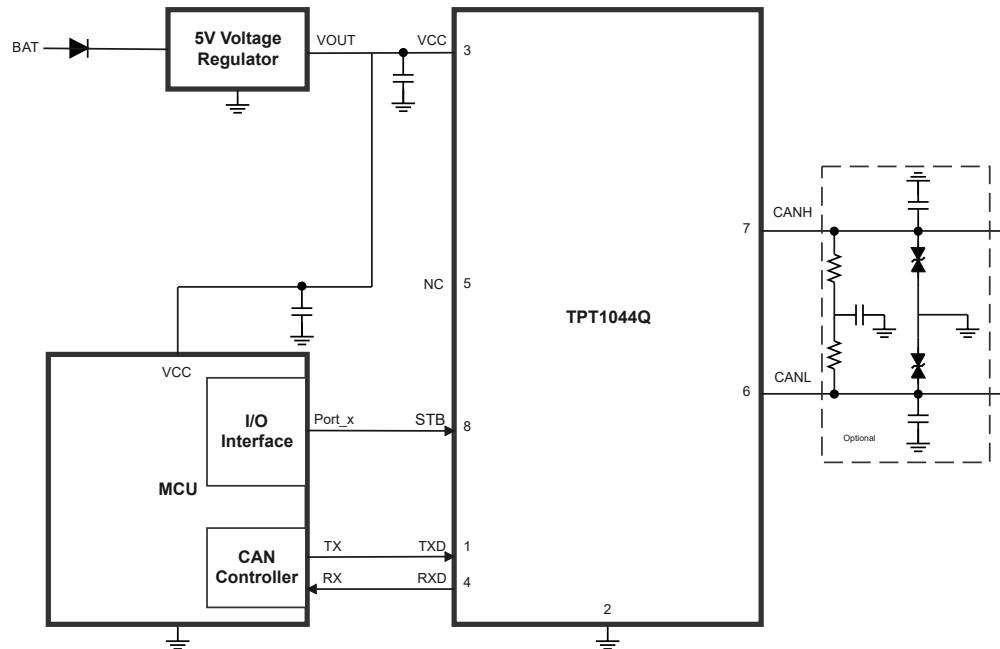 BAT
5V Voltage
Regulator
VOUT
VCC
3
CANH
7
NC
5
TPT1044Q
VCC
CANL
6
I/O
Interface
Port_x
STB
8
Optional
MCU
CAN
Controller
TX
TXD
1
RX
RXD
4
2